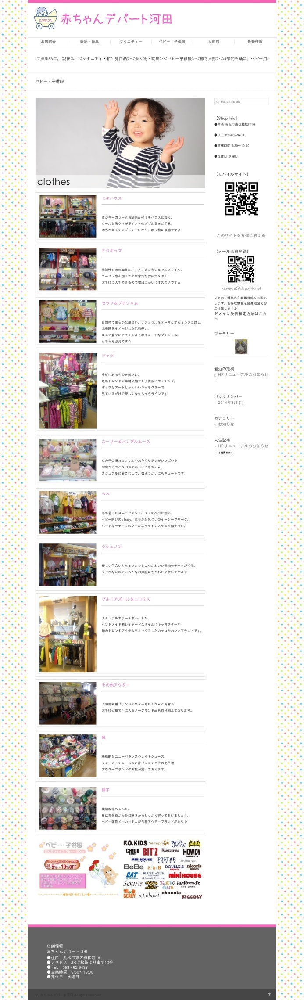 KAWADA
赤ちゃんデパート河田
お店紹介 乗物・玩具 マタニティー ベビー・子供服 人形館 最新情報
で操業83年。 現在は、＜マタニティ・新生児用品＞＜乗り物・玩具＞＜ベビー子供服＞＜節句人形＞の4部門を軸に、ベビー用
ベビー・子供服
clothes
ミキハウス
赤がキーカラー☆お馴染みのミキハウスに加え、
クールな黒クマがポイントのダブルＢをご用意。
誰もが知ってるブランドだから、贈り物に最適です♪
F.O.KIDS
ＦＯキッズ
機能性を兼ね備えた、アメリカンカジュアルスタイル。
ユーズド感を加えて小生意気な雰囲気を演出！
お手頃に入手できるので普段づかいにオススメです☆
セラフ＆プチジャム
自然体で柔らかな風合い、ナチュラルをテーマとするセラフに対し、
北東欧をイメージした色柄使い、
まるで童話にでてくるようなキュートなプチジャム。
どちらも必見です☆
ビッツ
身近にあるものを題材に、
最新トレンドの素材や加工を子供服にマッチング。
ポップなアートとかわいいキャラクターで
見ているだけで楽しくなっちゃうラインです。
スーリー＆パンプルムース
女の子の憧れ☆フリルやお花やリボンがいっぱい♪
お出かけのときのおめかしにはもちろん、
カジュアルに着こなして、普段づかいにもキュートです。
べべ
落ち着いたヨーロピアンテイストのべべに加え、
ベビー向けのe-baby、柔らかな色合いのイージーフリーク、
ハードなモチーフのクールなラッドカスタムが勢ぞろい。
Si-Shu-Non
シシュノン
優しい色合いとちょっとレトロなかわいい動物モチーフが特徴。
クセがないのでいろんなお洋服にも合わせやすいですよ♪
ブルーアズール＆ニコリス
ナチュラルカラーを中心とした、
ハンドメイド感レイヤードスタイルにキャラクターや
旬のトレンドアイテムをミックスしたカッコかわいいブランドです。
その他アウター
その他各種ブランドアウターもたくさんご用意♪
お手頃価格で手に入るノーブランド品も取り揃えております。
靴
機能的なニューバランスやナイキシューズ、
ファーストシューズの定番ピジョンやその他各種
アウターブランドのお靴が揃っております。
帽子
繊細な赤ちゃんを、
夏は紫外線から冬は寒さからしっかり守ってあげましょう。
ベビー雑貨メーカーおよび各種アウターブランド品あり♪
ベビー・子供服
5%～10%OFF
F.O.KIDS Seraph Petit jam GARACH
CHILD CHAMP BIT'Z RAD CUSTOM HOWDY DOODY'S
MIKI HOUSE FIRST POSTAR Si-Shu-Non
BeBe é·a·B DOUBLE.B nicoris ancien
DAT BLUEU AZUR MIKI HOUSE
Souris moco de moco Pamplemousse
MILKBERRY s.t.closet chocola KICCOLY
search this site...
【Shop Info】
●住所 浜松市東区植松町16
●TEL 053-462-9438
●営業時間 9:30～19:00
●定休日 水曜日
【モバイルサイト】
このサイトを友達に教える
【メール会員登録】
kawada@r.baby-k.net
スマホ・携帯から会員登録をお願い
します。お得な情報を会員限定でお
届け致します♪
ドメイン受信指定方法はこち
ら
ギャラリー
最近の投稿
HPリニューアルのお知らせ
！
バックナンバー
2014年3月 (1)
カテゴリー
お知らせ
人気記事
HPリニューアルのお知らせ
！ | 閲覧数(14)
店舗情報
赤ちゃんデパート河田
●住所　浜松市東区植松町16
●アクセス　JR浜松駅より車で10分
●TEL　053-462-9438
●営業時間　9:30～19:00
●定休日　水曜日
(c) 赤ちゃんデパート河田 All rights reserved.